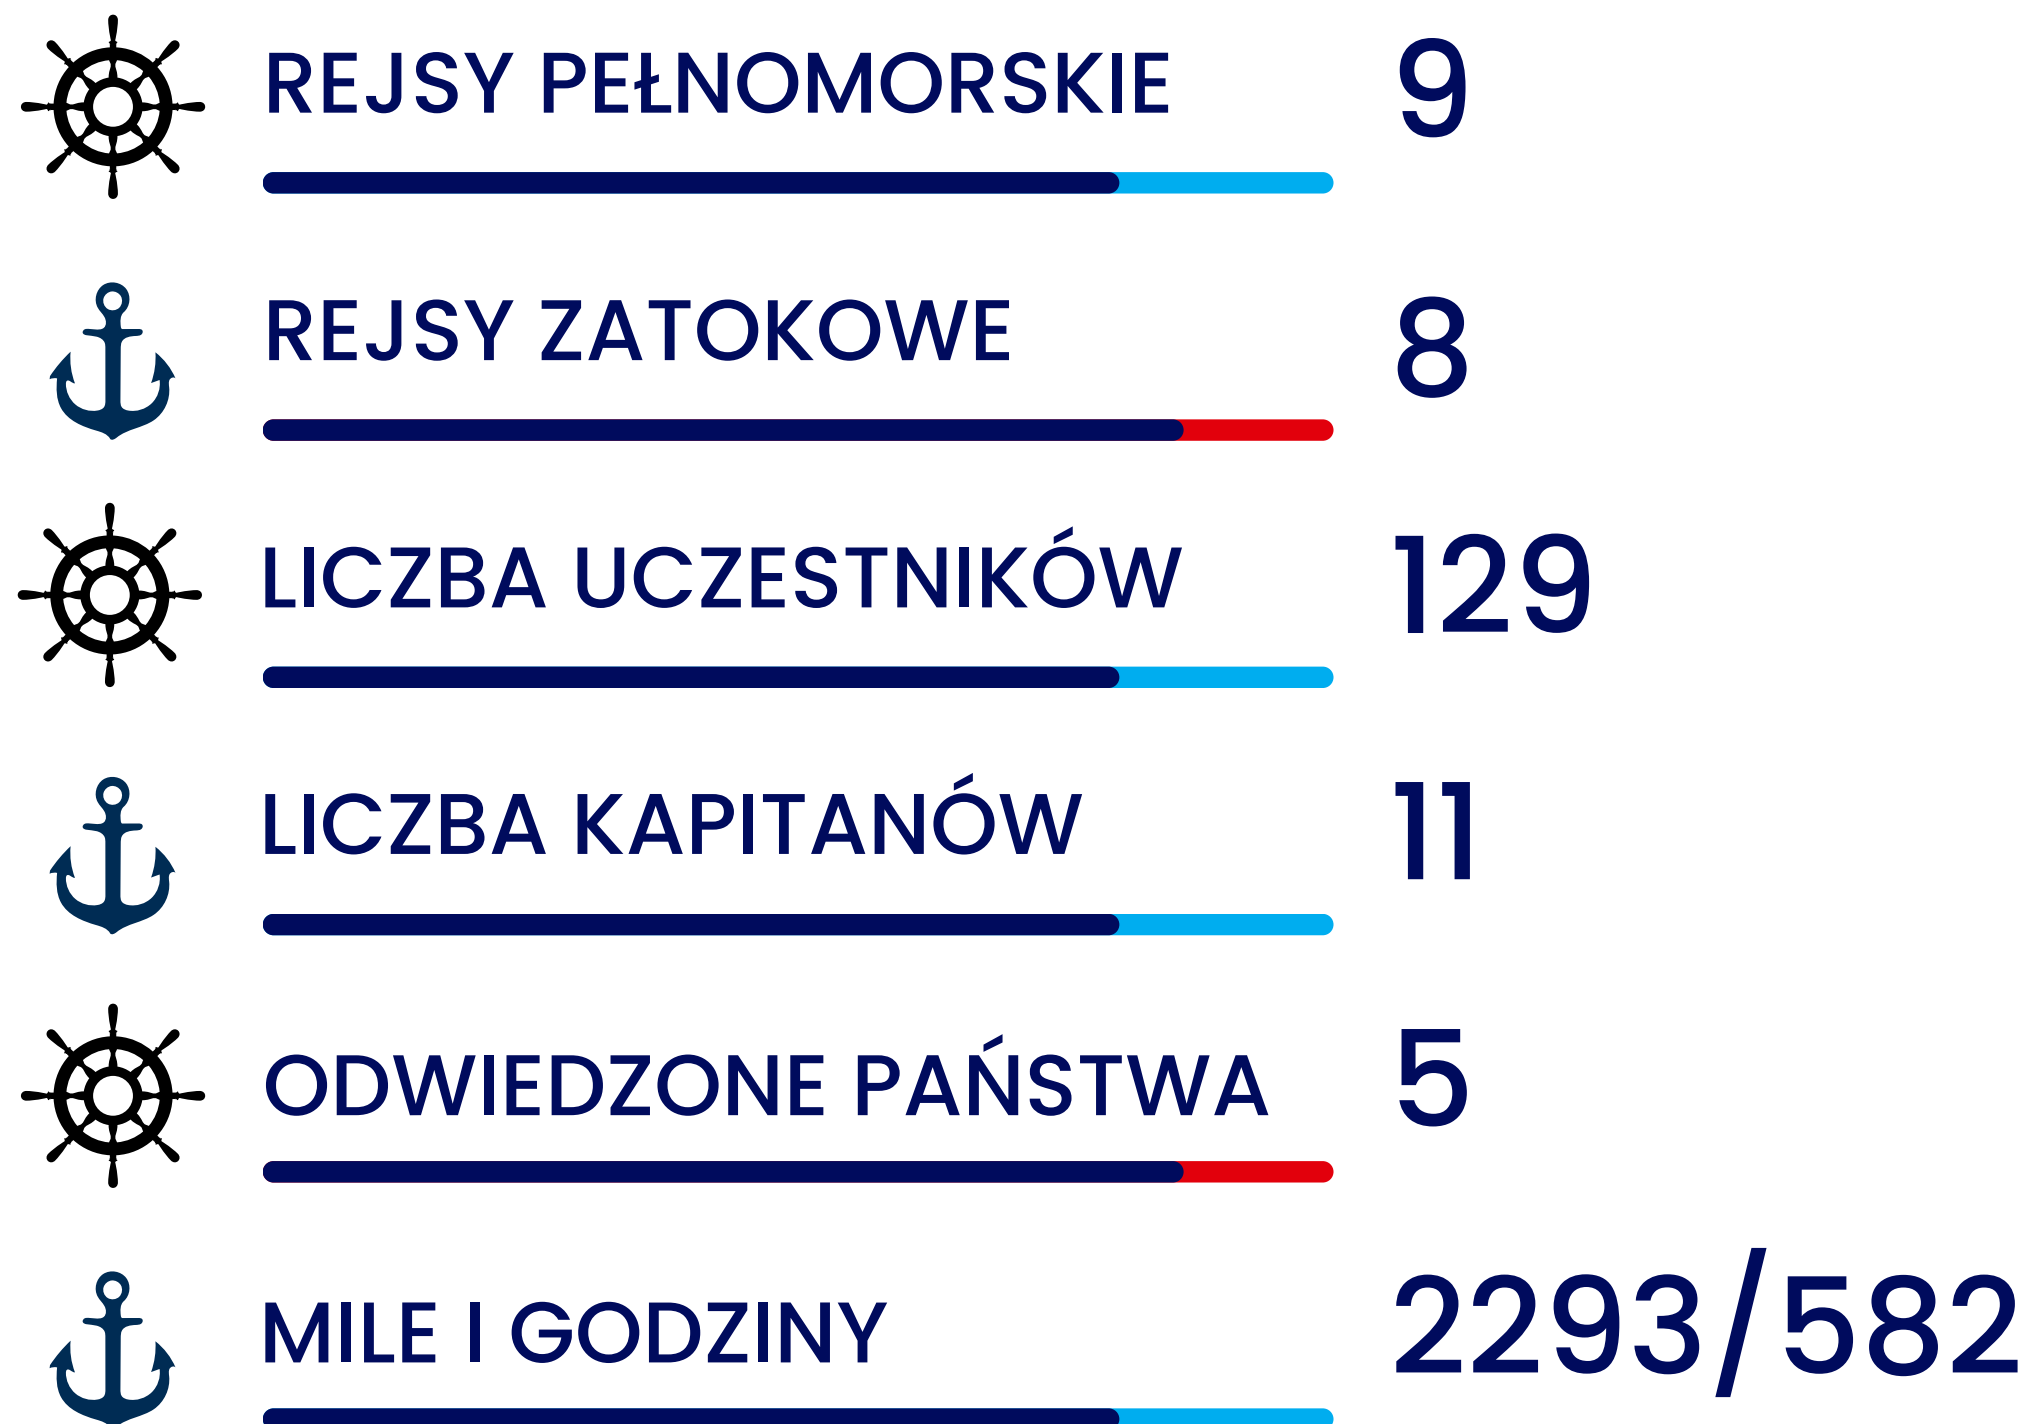 REJSY PEŁNOMORSKIE 9
REJSY ZATOKOWE 8
LICZBA UCZESTNIKÓW 129
LICZBA KAPITANÓW 11
ODWIEDZONE PAŃSTWA 5
MILE I GODZINY 2293/582